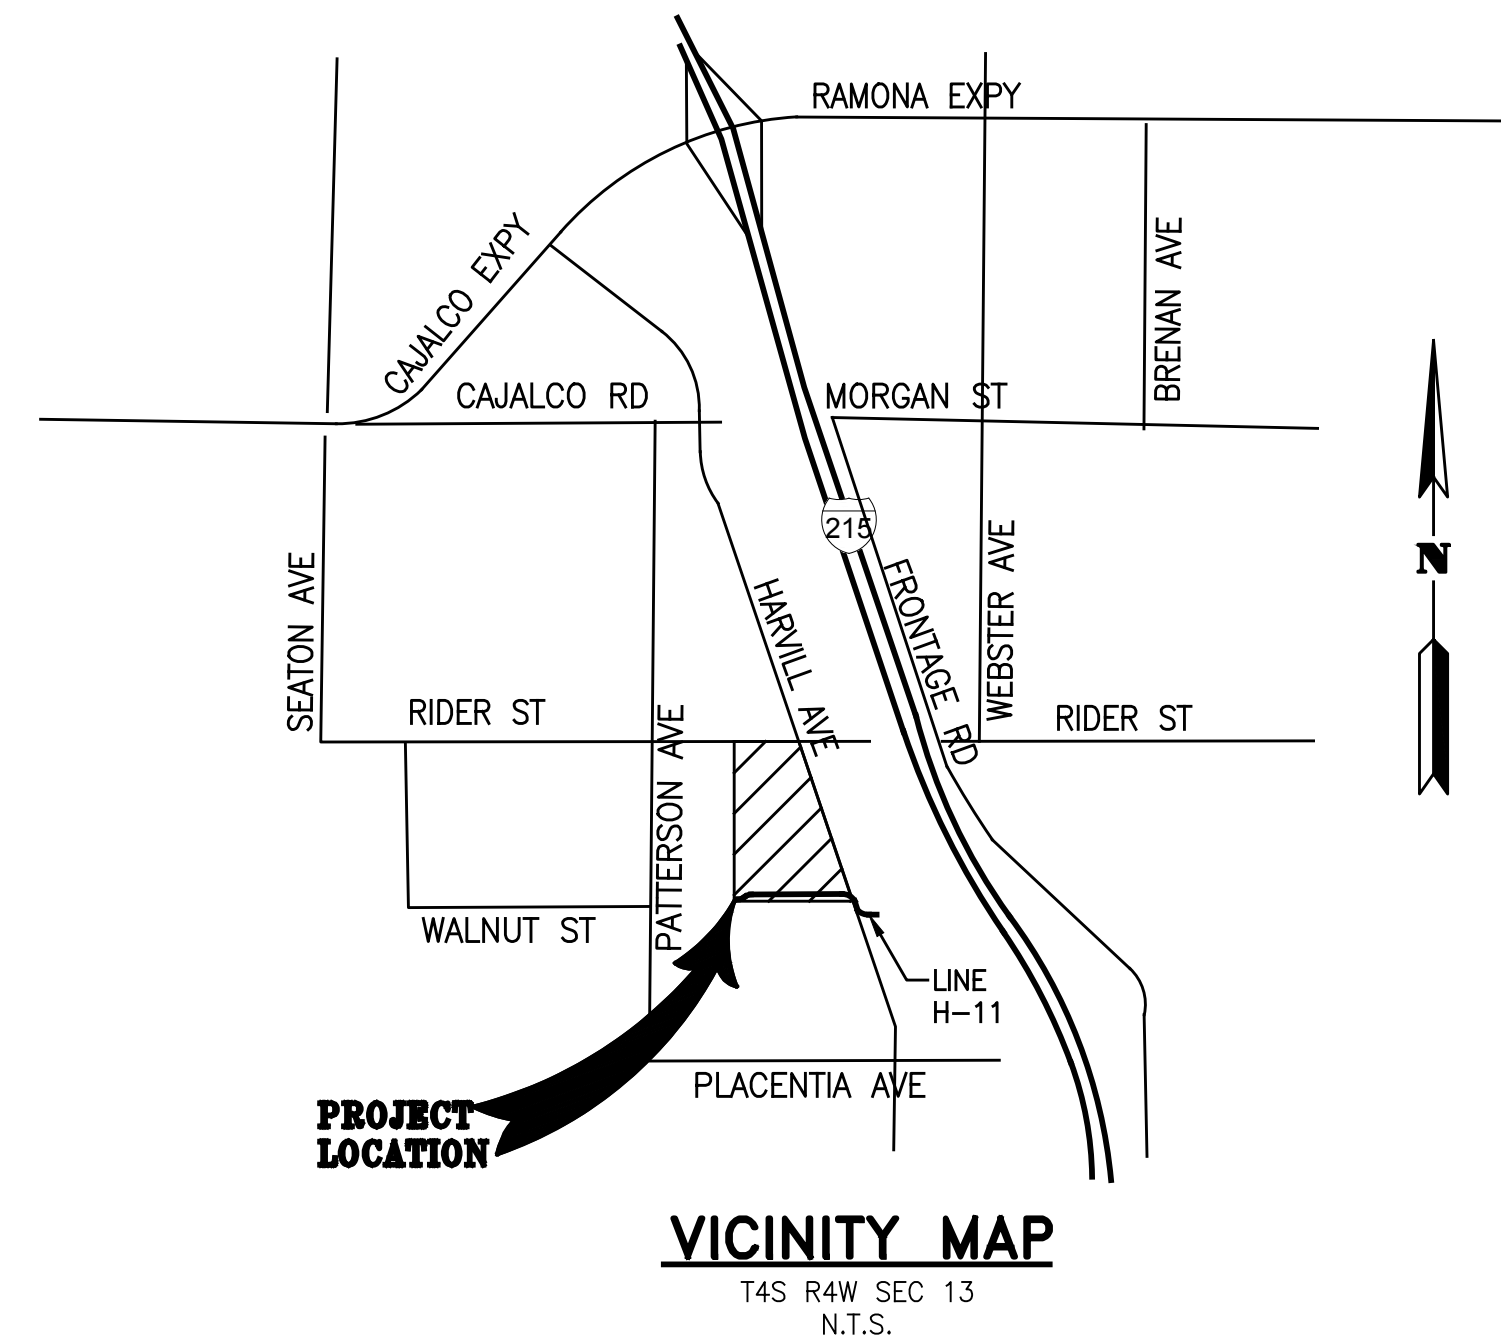 RAMONA EXPY
CAJALCO EXPY
BRENAN AVE
CAJALCO RD
MORGAN ST
215
SEATON AVE
HARVILL AVE
FRONTAGE RD
WEBSTER AVE
N
RIDER ST
PATTERSON AVE
RIDER ST
WALNUT ST
LINE
H-11
PLACENTIA AVE
PROJECT
LOCATION
VICINITY MAP
T4S R4W SEC 13
N.T.S.